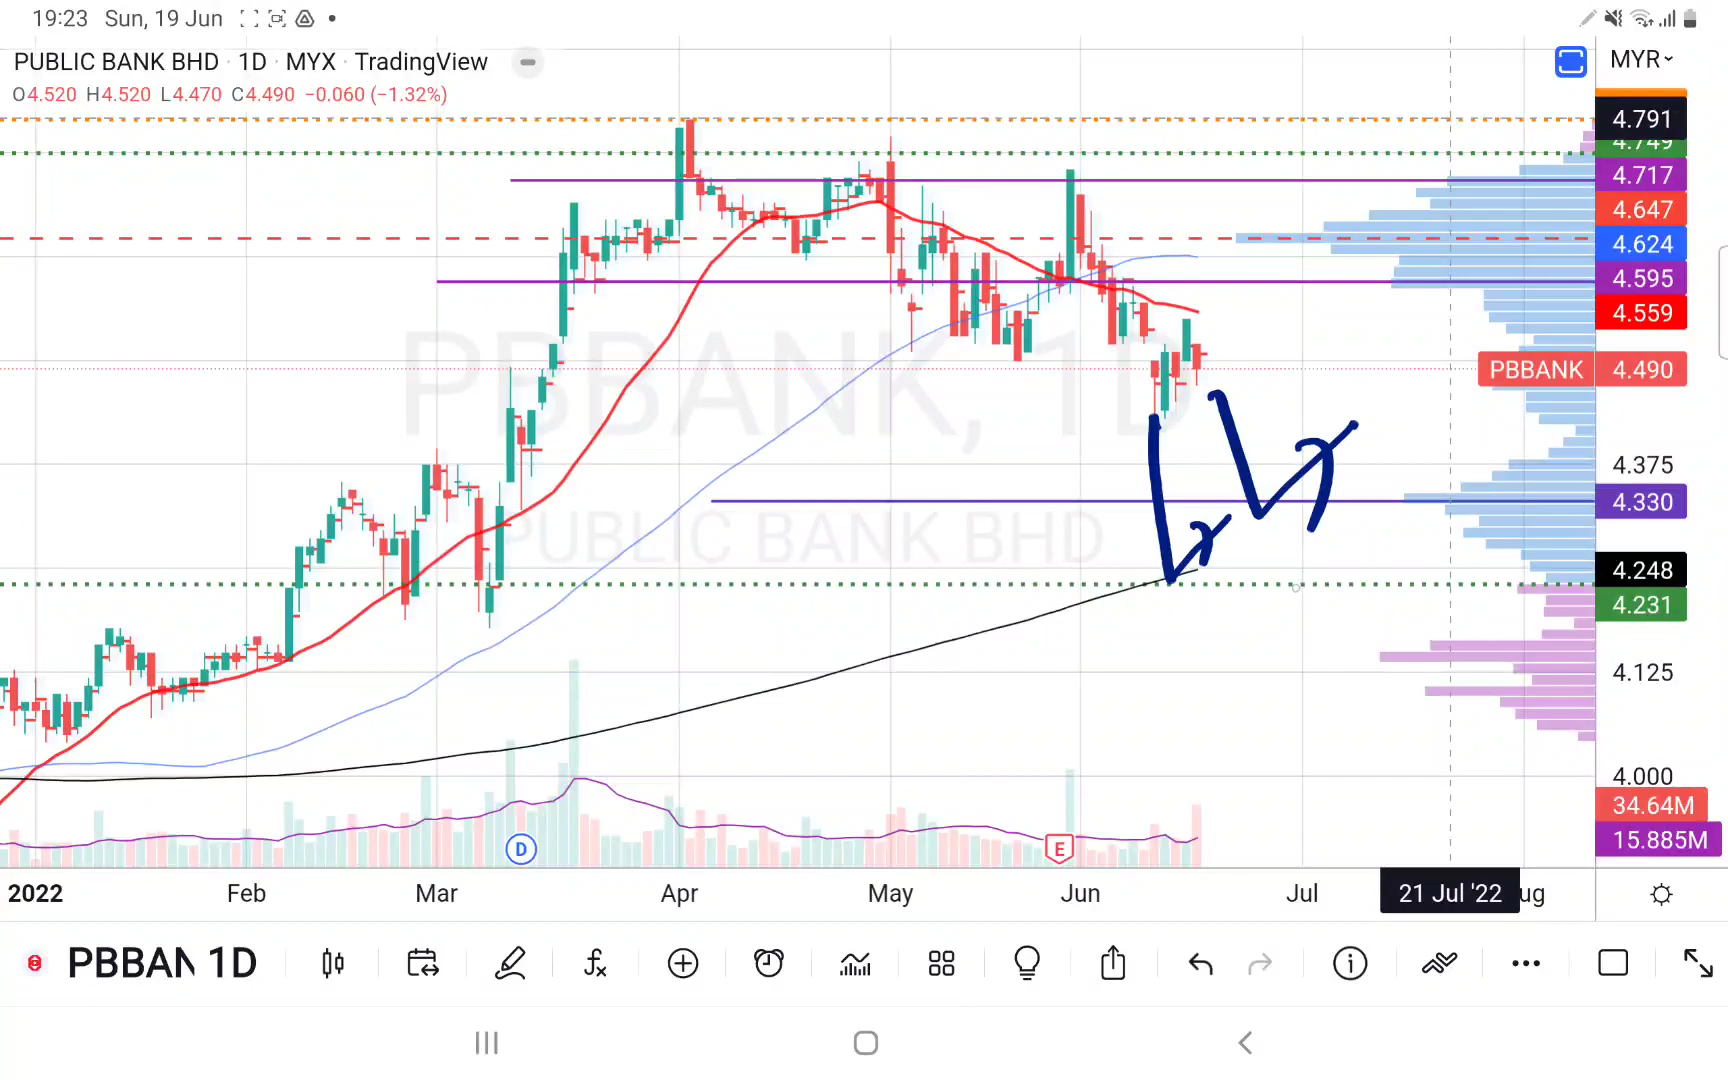 19:23 Sun, 19 Jun
PUBLIC BANK BHD · 1D · MYX · TradingView
O4.520 H4.520 L4.470 C4.490 −0.060 (−1.32%)
MYR
4.791
4.749
4.717
4.647
4.624
4.595
4.559
PBBANK 4.490
4.375
4.330
4.248
4.231
4.125
4.000
34.64M
15.885M
PBBANK, 1D
PUBLIC BANK BHD
D
E
2022 Feb Mar Apr May Jun Jul 21 Jul '22 ug
PBBAN 1D